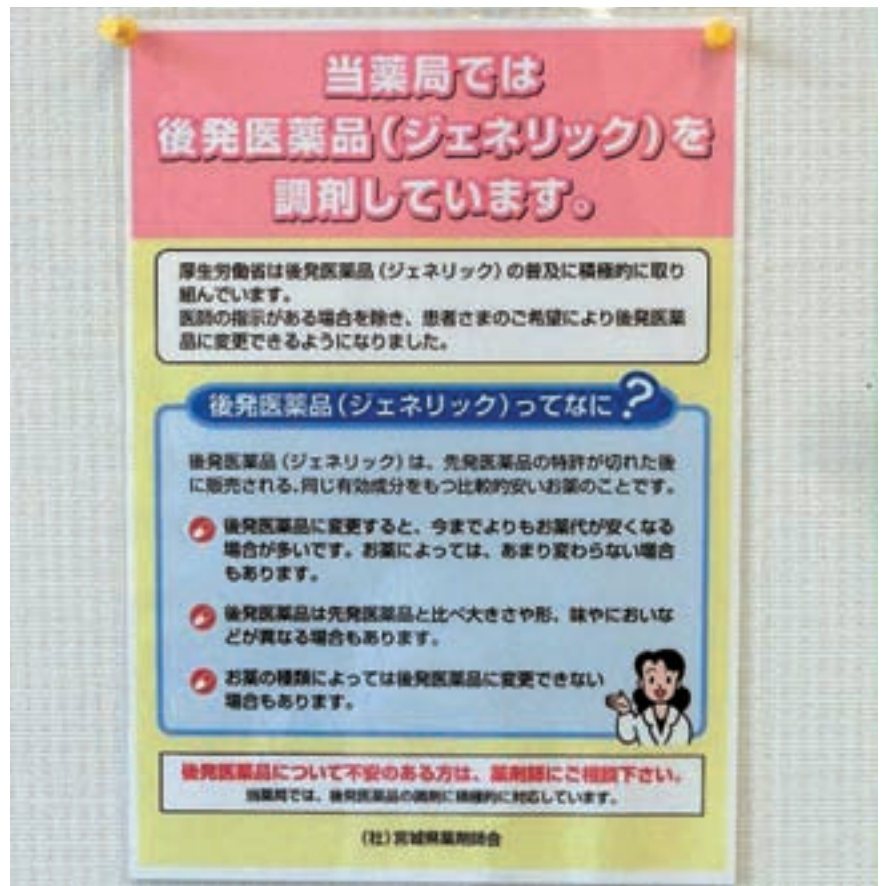 当薬局では
後発医薬品(ジェネリック)を
調剤しています。
厚生労働省は後発医薬品(ジェネリック)の普及に積極的に取り
組んでいます。
医師の指示がある場合を除き、患者さまのご希望により後発医薬
品に変更できるようになりました。
後発医薬品(ジェネリック)ってなに?
後発医薬品(ジェネリック)は、先発医薬品の特許が切れた後
に販売される、同じ有効成分をもつ比較的安いお薬のことです。
後発医薬品に変更すると、今までよりもお薬代が安くなる
場合が多いです。お薬によっては、あまり変わらない場合
もあります。
後発医薬品は先発医薬品と比べ大きさや形、味やにおいな
どが異なる場合もあります。
お薬の種類によっては後発医薬品に変更できない
場合もあります。
後発医薬品について不安のある方は、薬剤師にご相談下さい。
当薬局では、後発医薬品の調剤に積極的に対応しています。
(社)宮城県薬剤師会